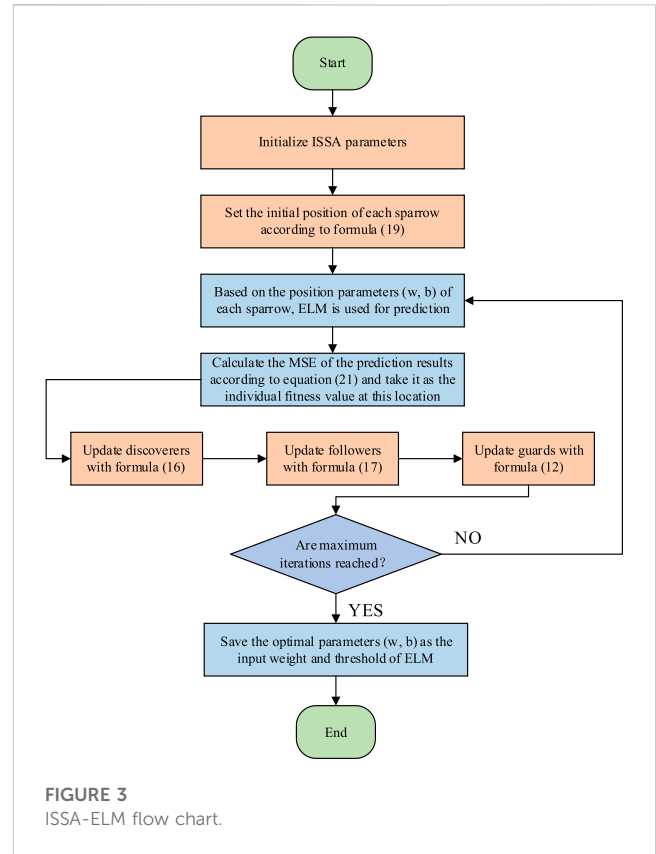 Start
Initialize ISSA parameters
Set the initial position of each sparrow
according to formula (19)
Based on the position parameters (w, b) of
each sparrow, ELM is used for prediction
Calculate the MSE of the prediction results
according to equation (21) and take it as the
individual fitness value at this location
Update discoverers
with formula (16)
Update followers
with formula (17)
Update guards with
formula (12)
Are maximum
iterations reached?
NO
YES
Save the optimal parameters (w, b) as the
input weight and threshold of ELM
End
FIGURE 3
ISSA-ELM flow chart.